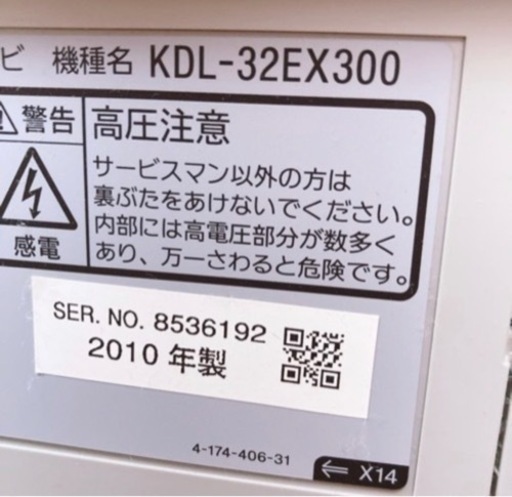 ビ 機種名 KDL-32EX300
警告 高圧注意
サービスマン以外の方は
裏ぶたをあけないでください。
内部には高電圧部分が数多く
あり、万一さわると危険です。
感電
SER. NO. 8536192
2010 年製
4-174-406-31
⇐ X14